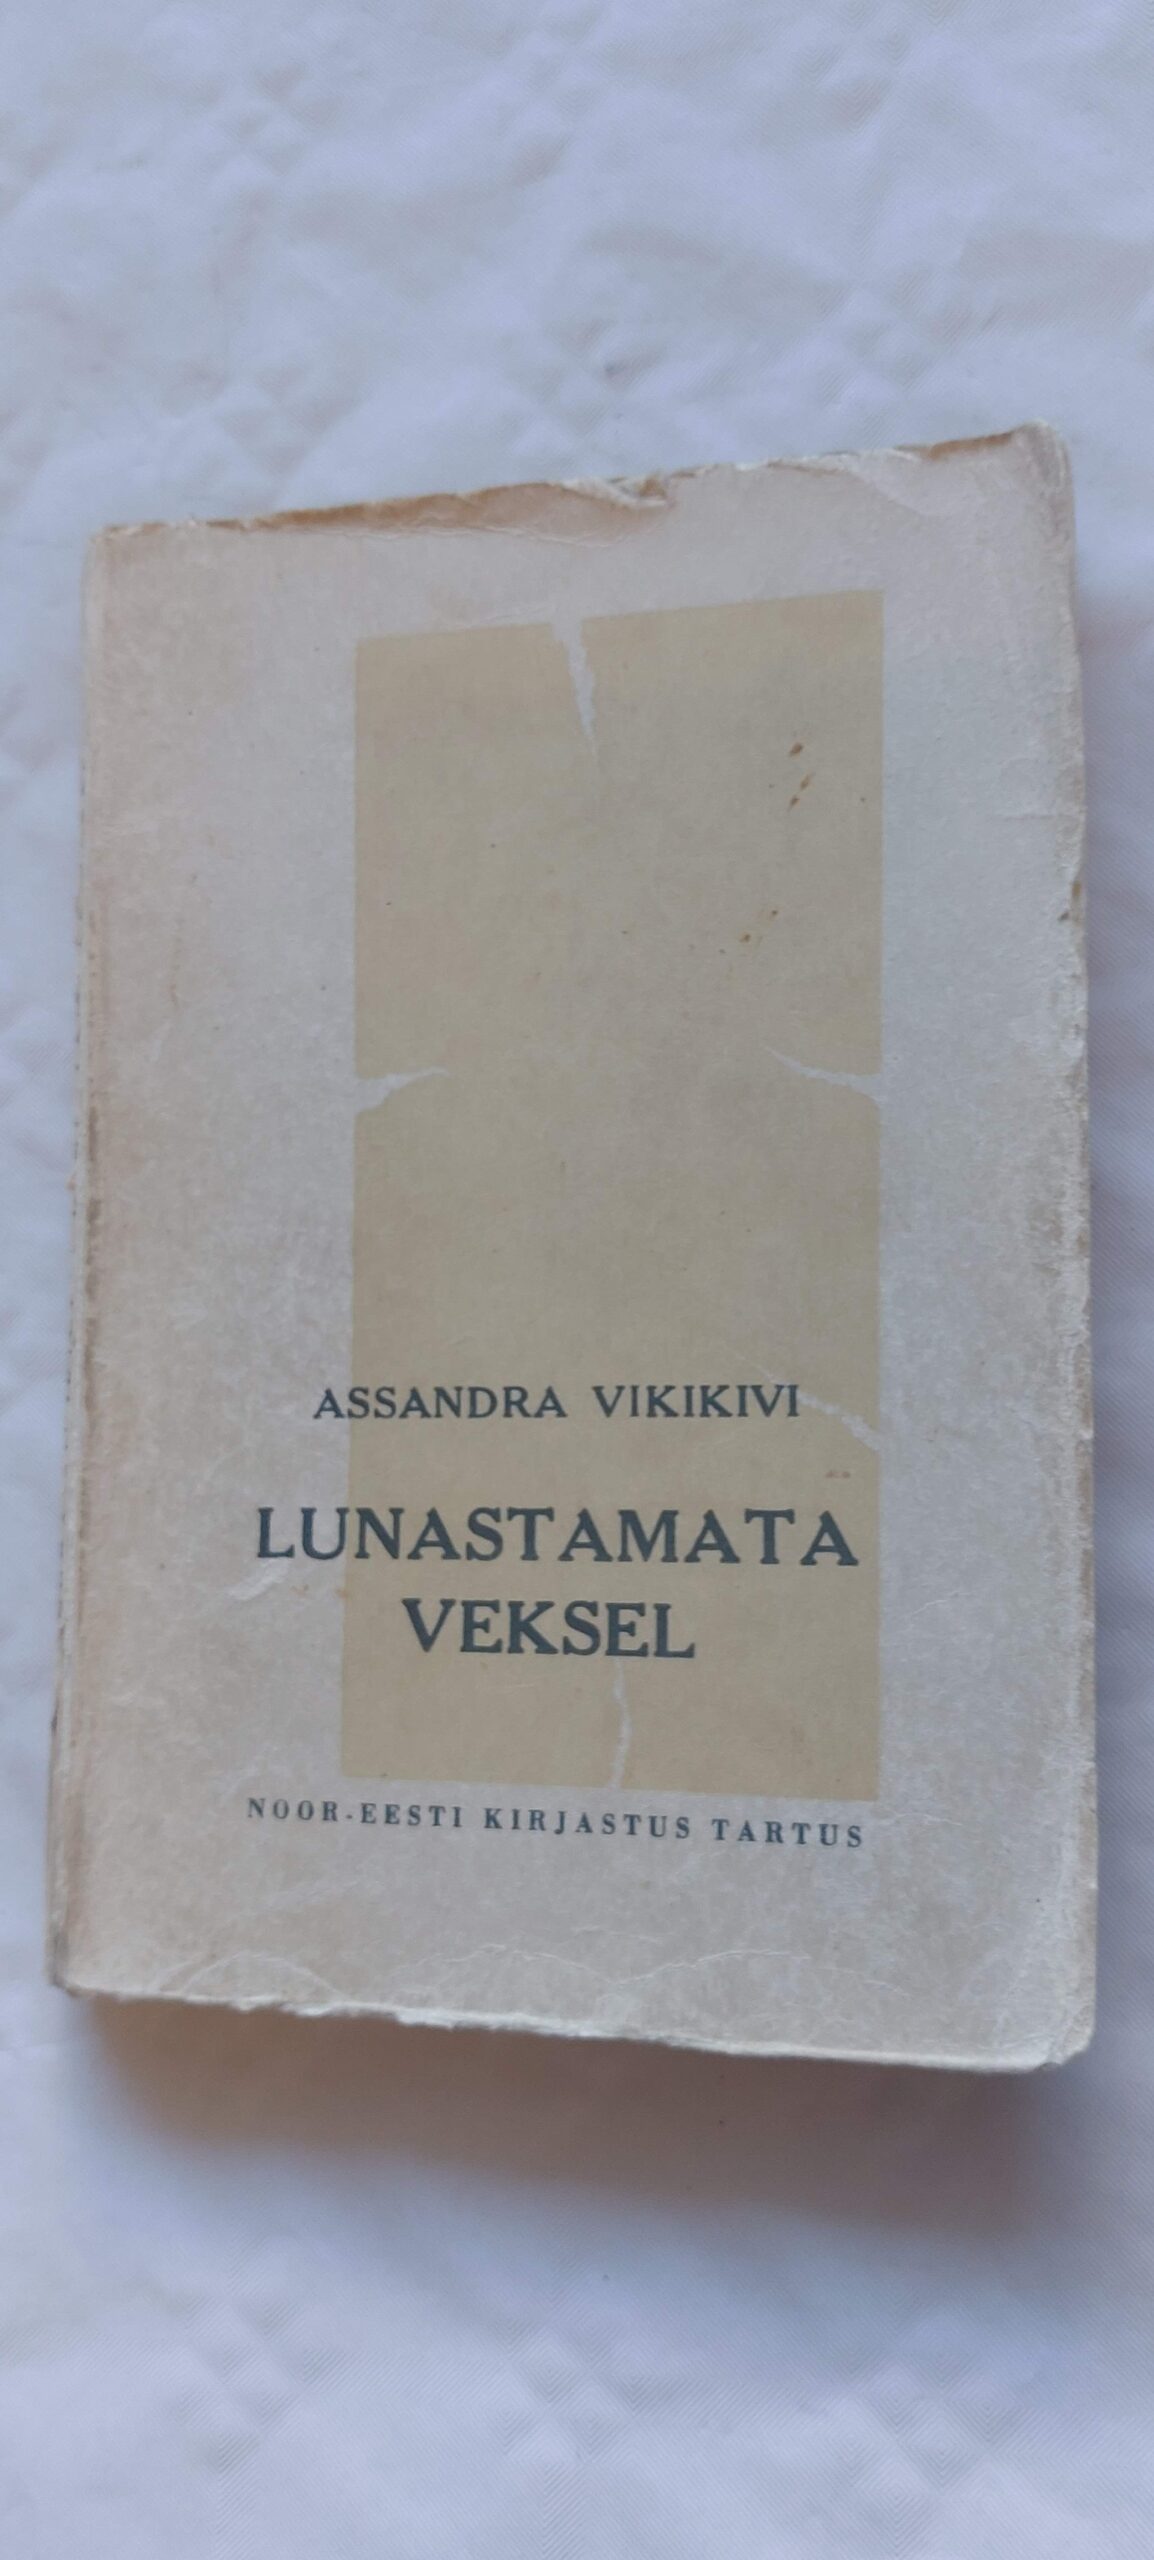 ASSANDRA VIKIKIVI
LUNASTAMATA
VEKSEL
NOOR-EESTI KIRJASTUS TARTUS